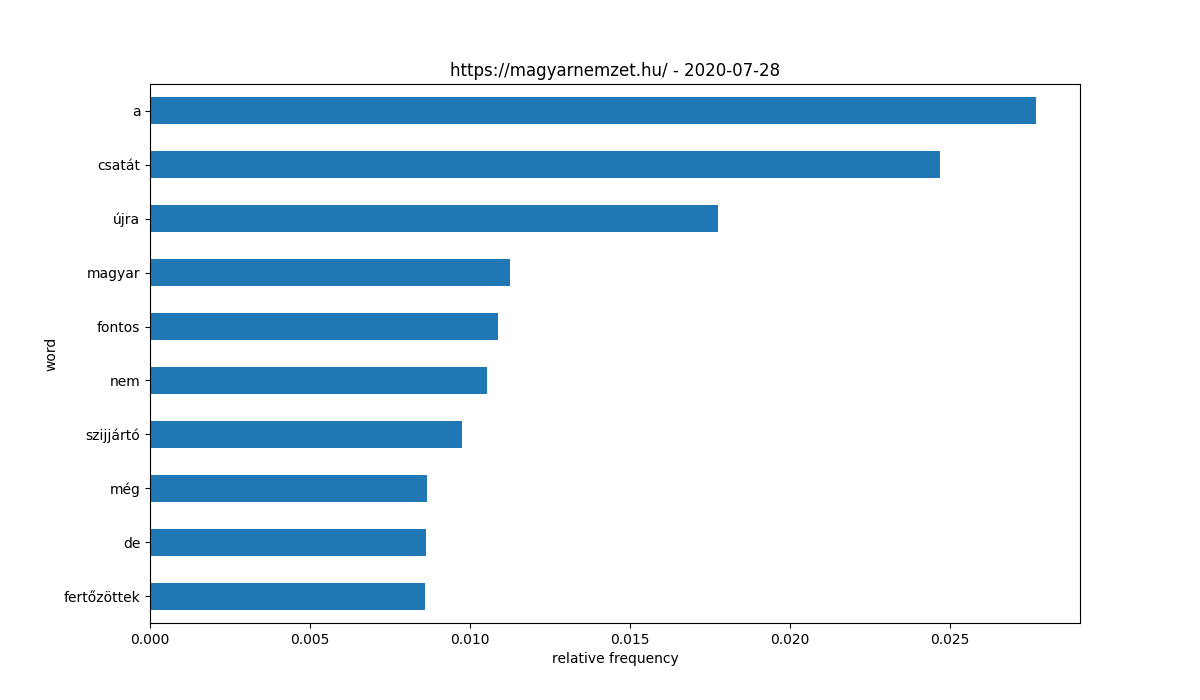 https://magyarnemzet.hu/ - 2020-07-28
a
csatát
újra
magyar
fontos
nem
szijjártó
még
de
fertőzöttek
word
0.000 0.005 0.010 0.015 0.020 0.025
relative frequency